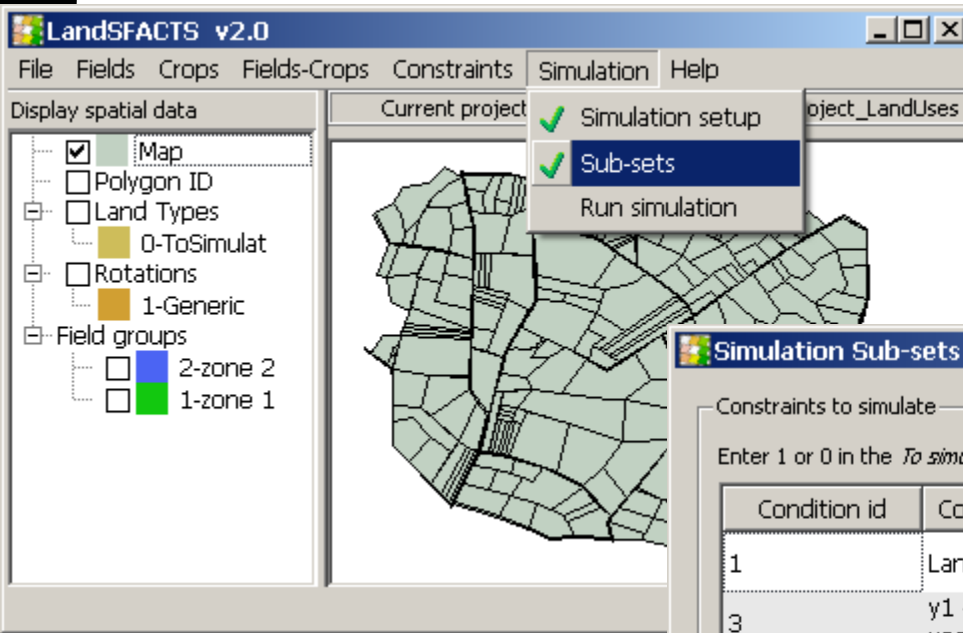 LandSFACTS v2.0
File Fields Crops Fields-Crops Constraints Simulation Help
Display spatial data
Current project
oject_LandUses
Simulation setup
Sub-sets
Run simulation
Map
Polygon ID
Land Types
0-ToSimulat
Rotations
1-Generic
Field groups
2-zone 2
1-zone 1
Simulation Sub-sets
Constraints to simulate
Enter 1 or 0 in the To simu
Condition id Co
1 Lan
3 y1